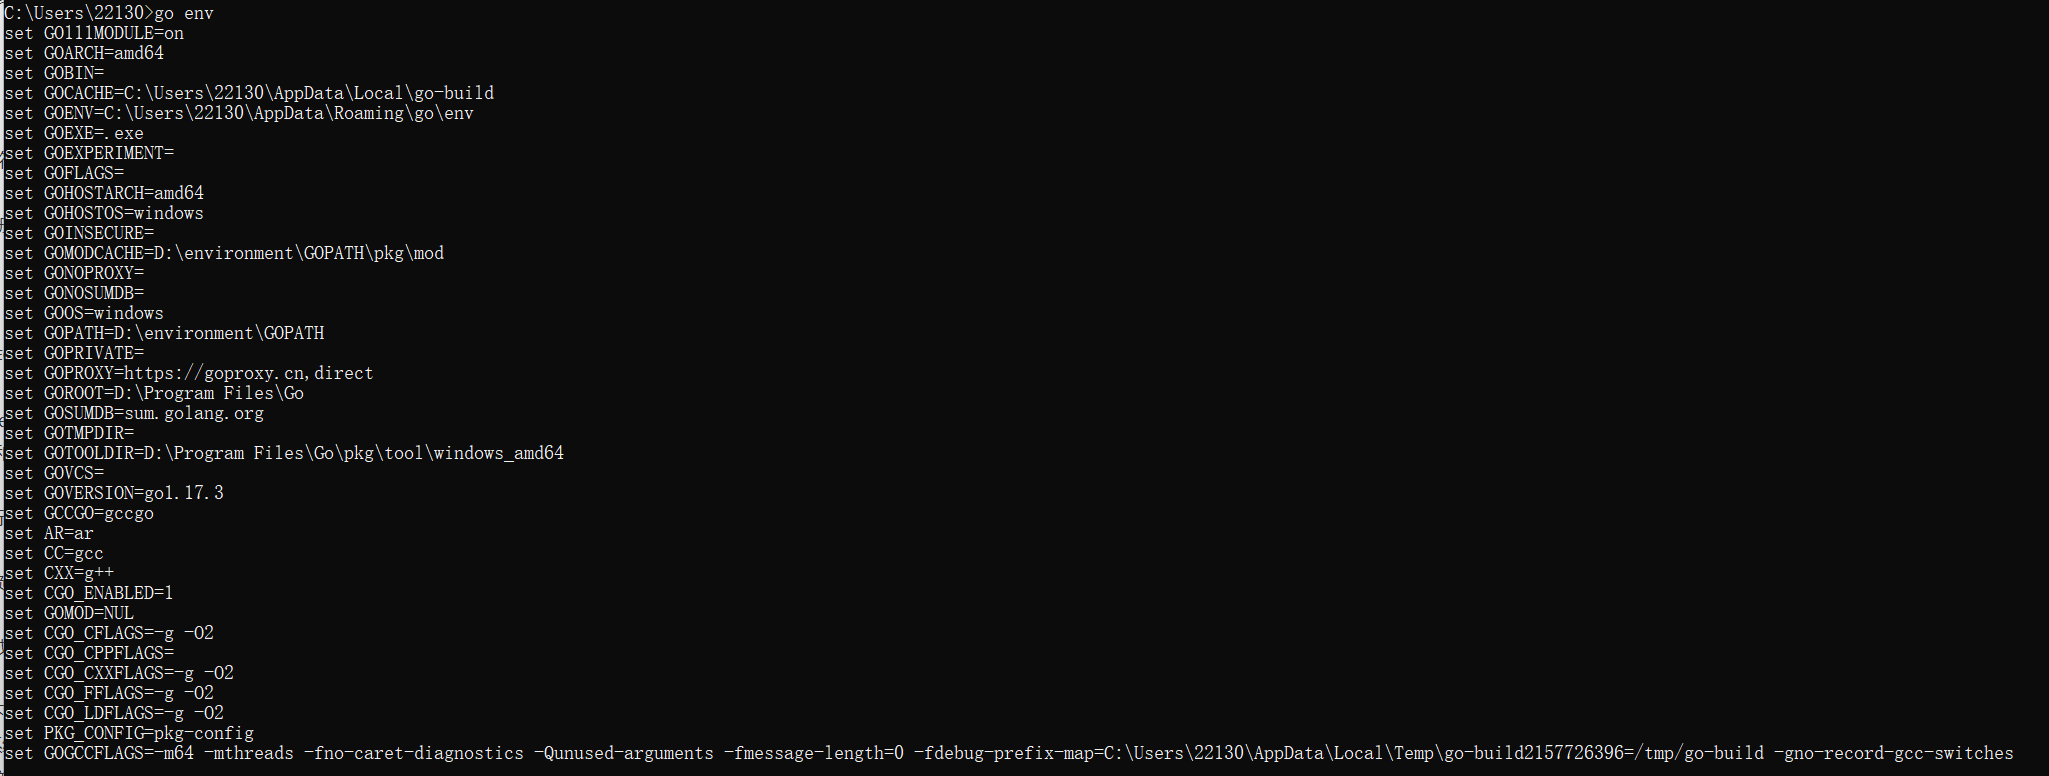 C:\Users\22130>go env
set GO111MODULE=on
set GOARCH=amd64
set GOBIN=
set GOCACHE=C:\Users\22130\AppData\Local\go-build
set GOENV=C:\Users\22130\AppData\Roaming\go\env
set GOEXE=.exe
set GOEXPERIMENT=
set GOFLAGS=
set GOHOSTARCH=amd64
set GOHOSTOS=windows
set GOINSECURE=
set GOMODCACHE=D:\environment\GOPATH\pkg\mod
set GONOPROXY=
set GONOSUMDB=
set GOOS=windows
set GOPATH=D:\environment\GOPATH
set GOPRIVATE=
set GOPROXY=https://goproxy.cn,direct
set GOROOT=D:\Program Files\Go
set GOSUMDB=sum.golang.org
set GOTMPDIR=
set GOTOOLDIR=D:\Program Files\Go\pkg\tool\windows_amd64
set GOVCS=
set GOVERSION=go1.17.3
set GCCGO=gccgo
set AR=ar
set CC=gcc
set CXX=g++
set CGO_ENABLED=1
set GOMOD=NUL
set CGO_CFLAGS=-g -O2
set CGO_CPPFLAGS=
set CGO_CXXFLAGS=-g -O2
set CGO_FFLAGS=-g -O2
set CGO_LDFLAGS=-g -O2
set PKG_CONFIG=pkg-config
set GOGCCFLAGS=-m64 -mthreads -fno-caret-diagnostics -Qunused-arguments -fmessage-length=0 -fdebug-prefix-map=C:\Users\22130\AppData\Local\Temp\go-build2157726396=/tmp/go-build -gno-record-gcc-switches